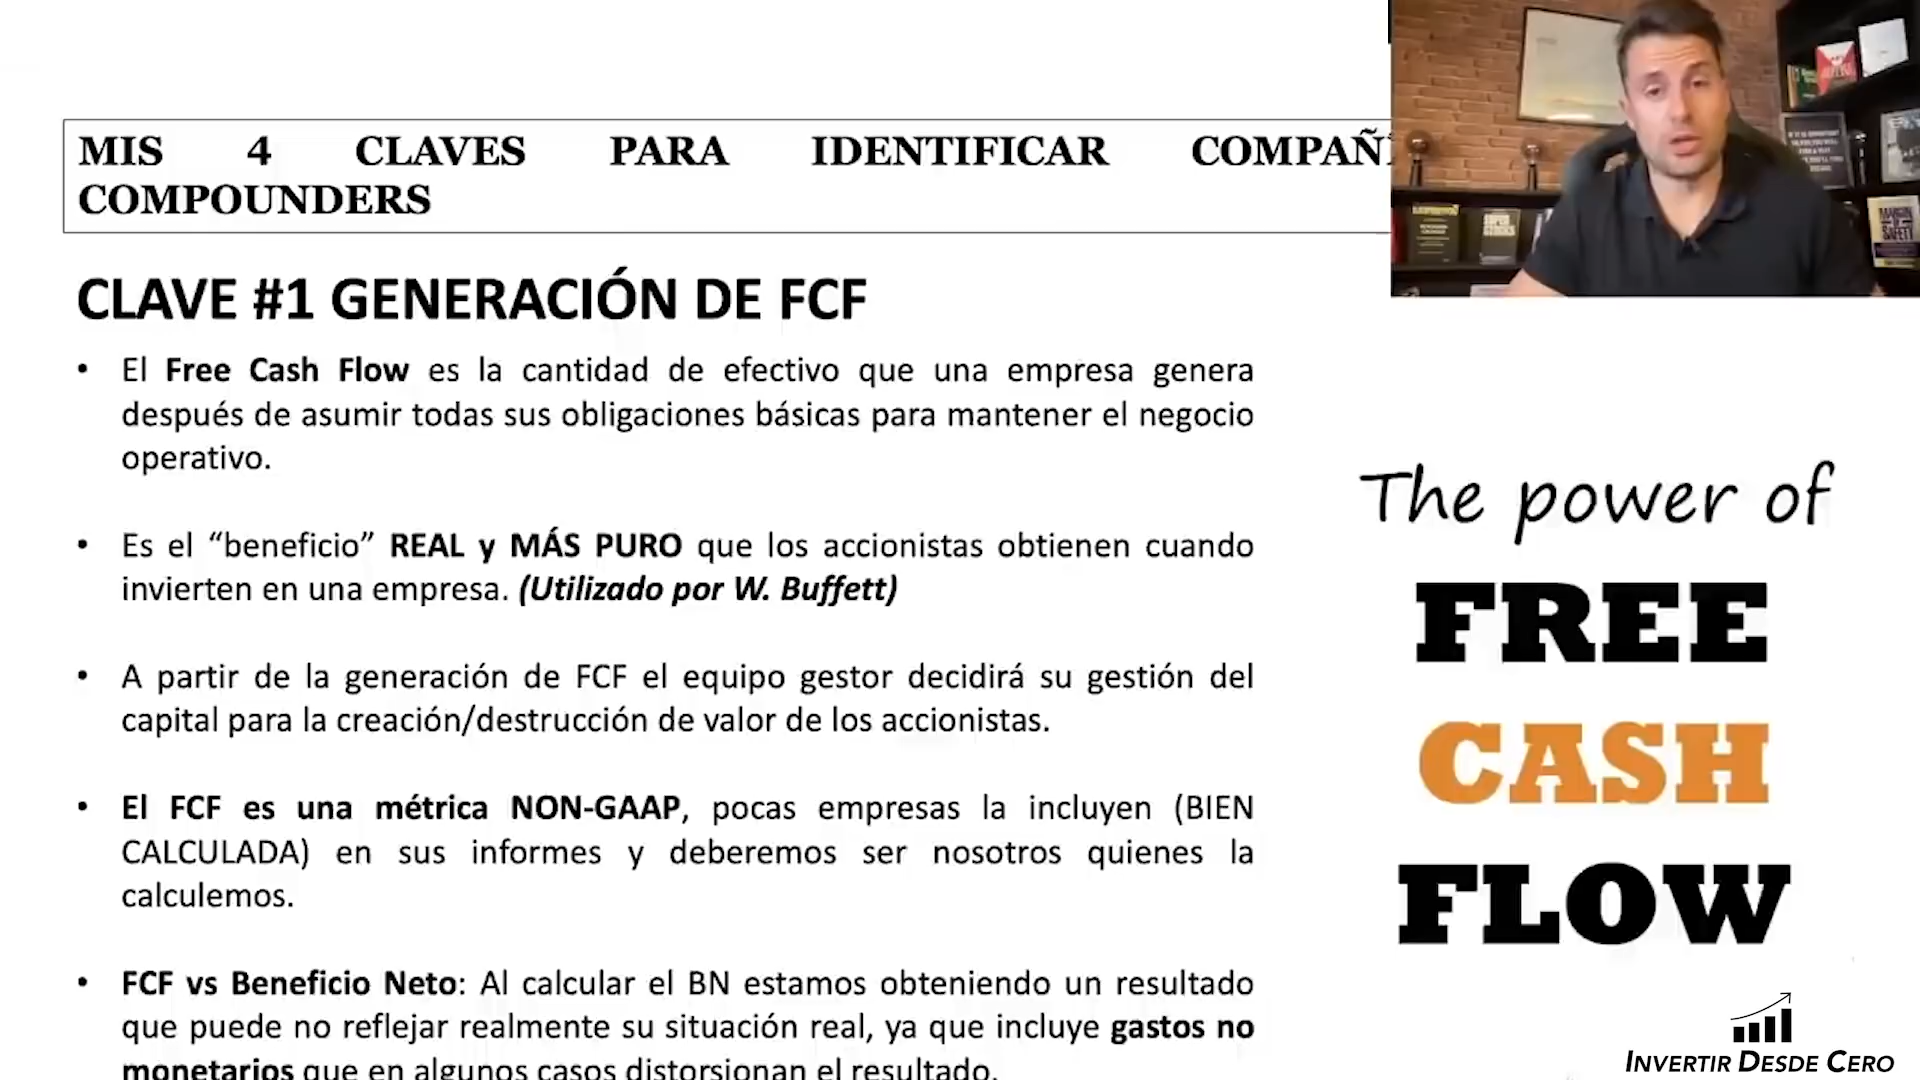 MIS 4 CLAVES PARA IDENTIFICAR COMPAÑ
COMPOUNDERS
CLAVE #1 GENERACIÓN DE FCF
• El Free Cash Flow es la cantidad de efectivo que una empresa genera
después de asumir todas sus obligaciones básicas para mantener el negocio
operativo.
• Es el “beneficio” REAL y MÁS PURO que los accionistas obtienen cuando
invierten en una empresa. (Utilizado por W. Buffett)
• A partir de la generación de FCF el equipo gestor decidirá su gestión del
capital para la creación/destrucción de valor de los accionistas.
• El FCF es una métrica NON-GAAP, pocas empresas la incluyen (BIEN
CALCULADA) en sus informes y deberemos ser nosotros quienes la
calculemos.
• FCF vs Beneficio Neto: Al calcular el BN estamos obteniendo un resultado
que puede no reflejar realmente su situación real, ya que incluye gastos no
monetarios que en algunos casos distorsionan el resultado.
The power of
FREE
CASH
FLOW
INVERTIR DESDE CERO
SUPER
STOCKS
MARGIN
OF
SAFETY